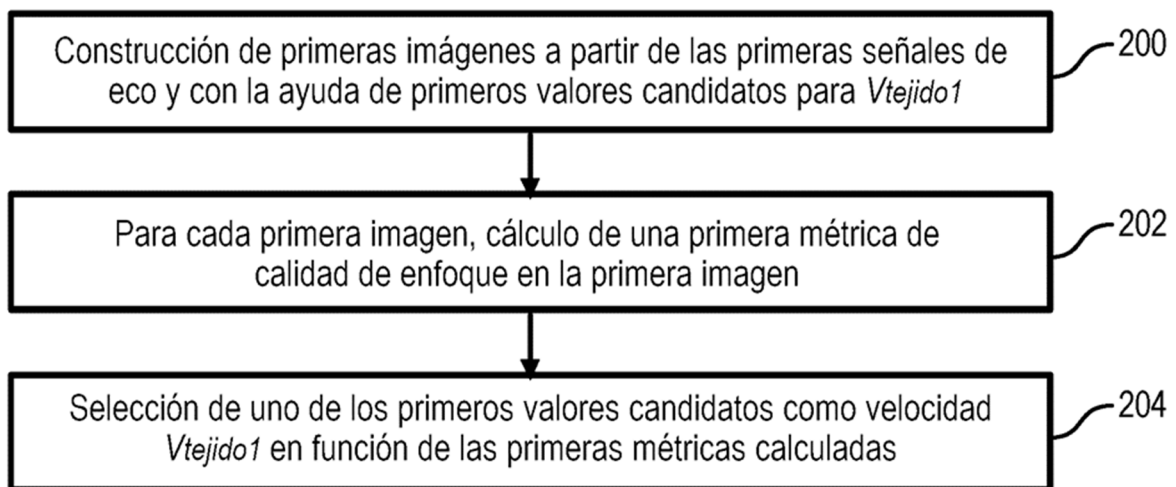 Construcción de primeras imágenes a partir de las primeras señales de
eco y con la ayuda de primeros valores candidatos para Vtejido1
200
Para cada primera imagen, cálculo de una primera métrica de
calidad de enfoque en la primera imagen
202
Selección de uno de los primeros valores candidatos como velocidad
Vtejido1 en función de las primeras métricas calculadas
204